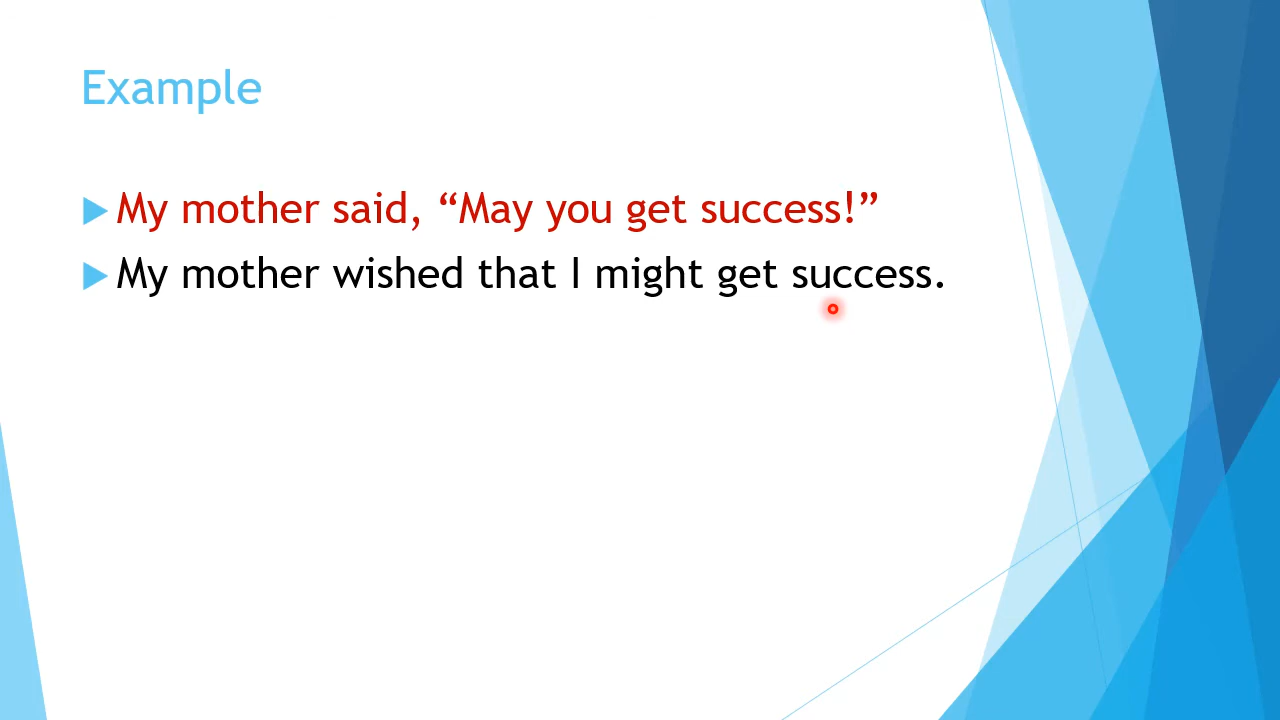 Example
My mother said, “May you get success!”
My mother wished that I might get success.